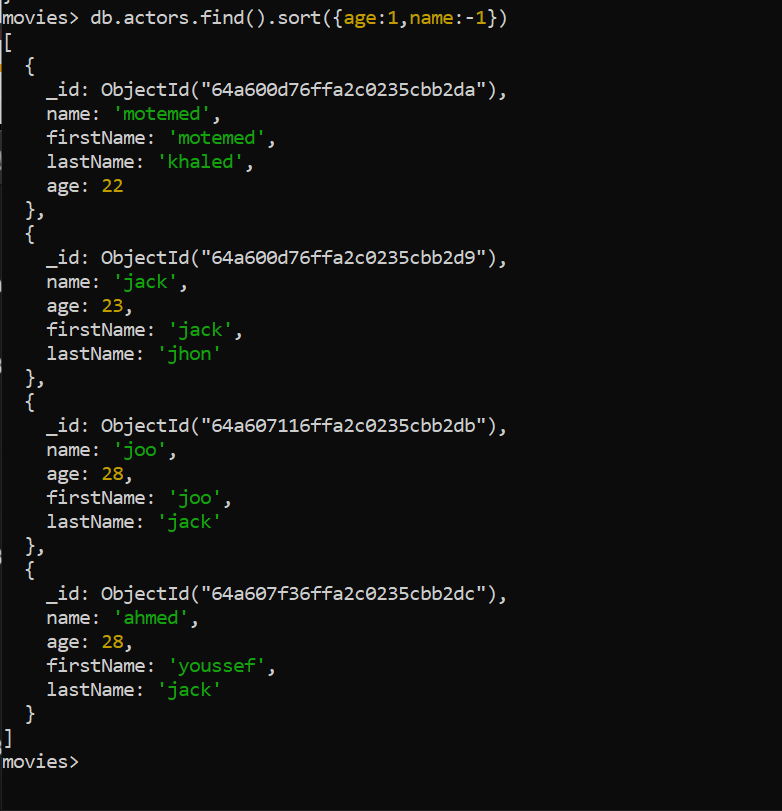 movies> db.actors.find().sort({age:1,name:-1})
[
  {
    _id: ObjectId("64a600d76ffa2c0235cbb2da"),
    name: 'motemed',
    firstName: 'motemed',
    lastName: 'khaled',
    age: 22
  },
  {
    _id: ObjectId("64a600d76ffa2c0235cbb2d9"),
    name: 'jack',
    age: 23,
    firstName: 'jack',
    lastName: 'jhon'
  },
  {
    _id: ObjectId("64a607116ffa2c0235cbb2db"),
    name: 'joo',
    age: 28,
    firstName: 'joo',
    lastName: 'jack'
  },
  {
    _id: ObjectId("64a607f36ffa2c0235cbb2dc"),
    name: 'ahmed',
    age: 28,
    firstName: 'youssef',
    lastName: 'jack'
  }
]
movies>